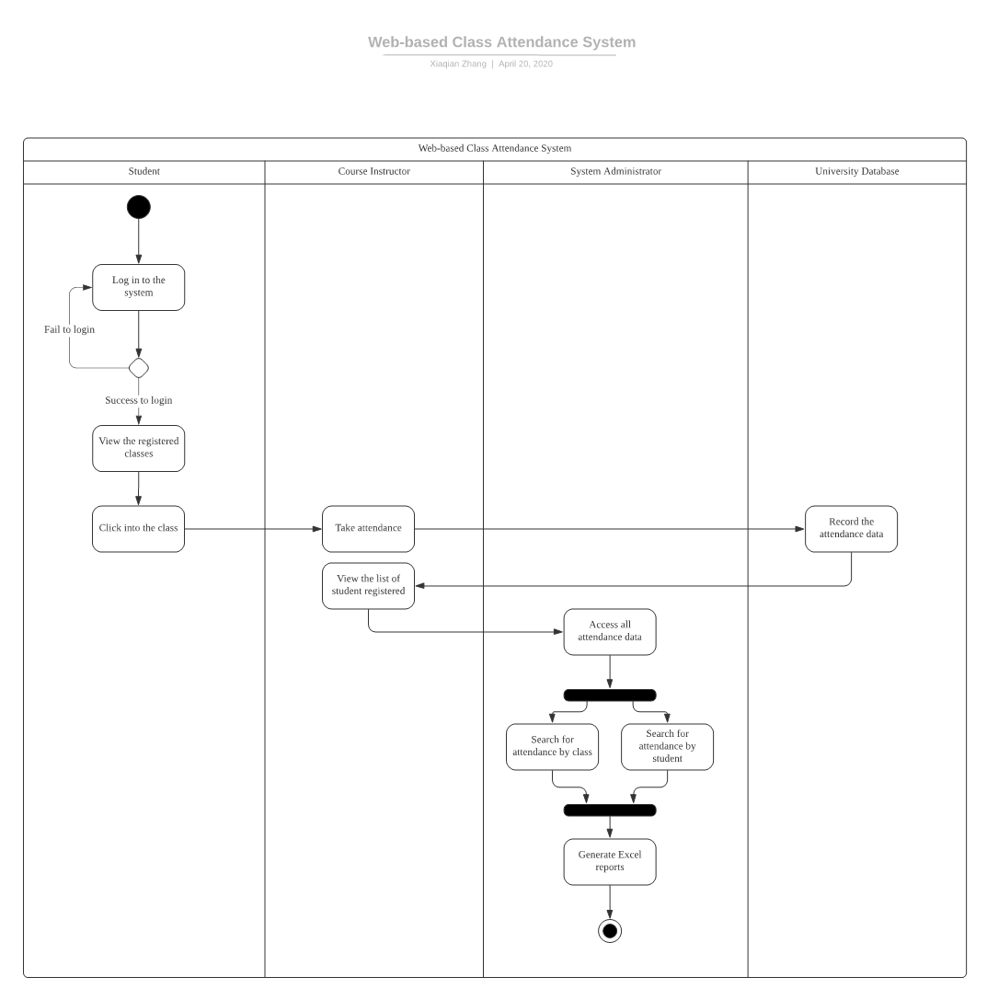 Web-based Class Attendance System
Xiaqian Zhang | April 20, 2020
Web-based Class Attendance System
Student
Course Instructor
System Administrator
University Database
Log in to the
system
Fail to login
Success to login
View the registered
classes
Click into the class
Take attendance
Record the
attendance data
View the list of
student registered
Access all
attendance data
Search for
attendance by class
Search for
attendance by
student
Generate Excel
reports